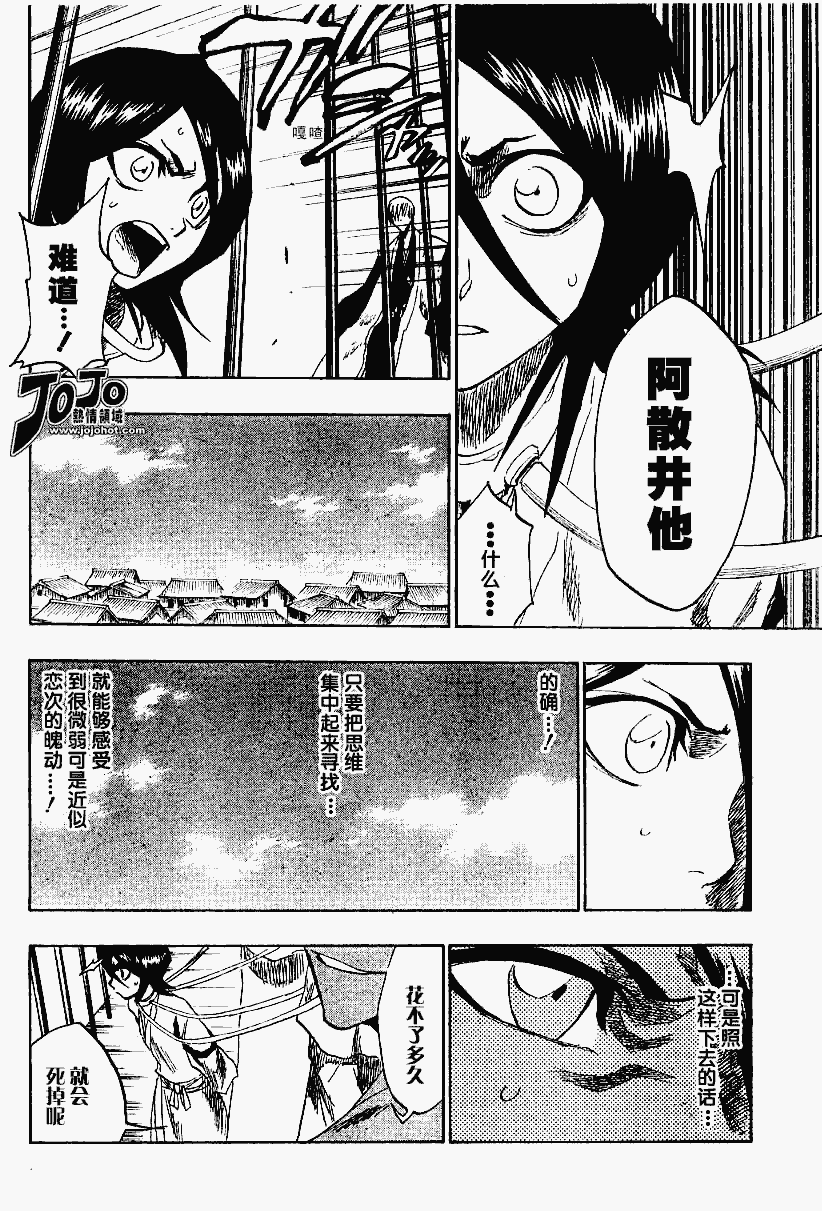 阿散井他
…什么…
嘎喳
难道…！
JOJO
熱情領域
www.jojohot.com
的确…！
只要把思维
集中起来寻找…
就能够感受
到很微弱可是近似
恋次的魄动…！
…可是照
这样下去的话…
花不了多久
就会
死掉呢